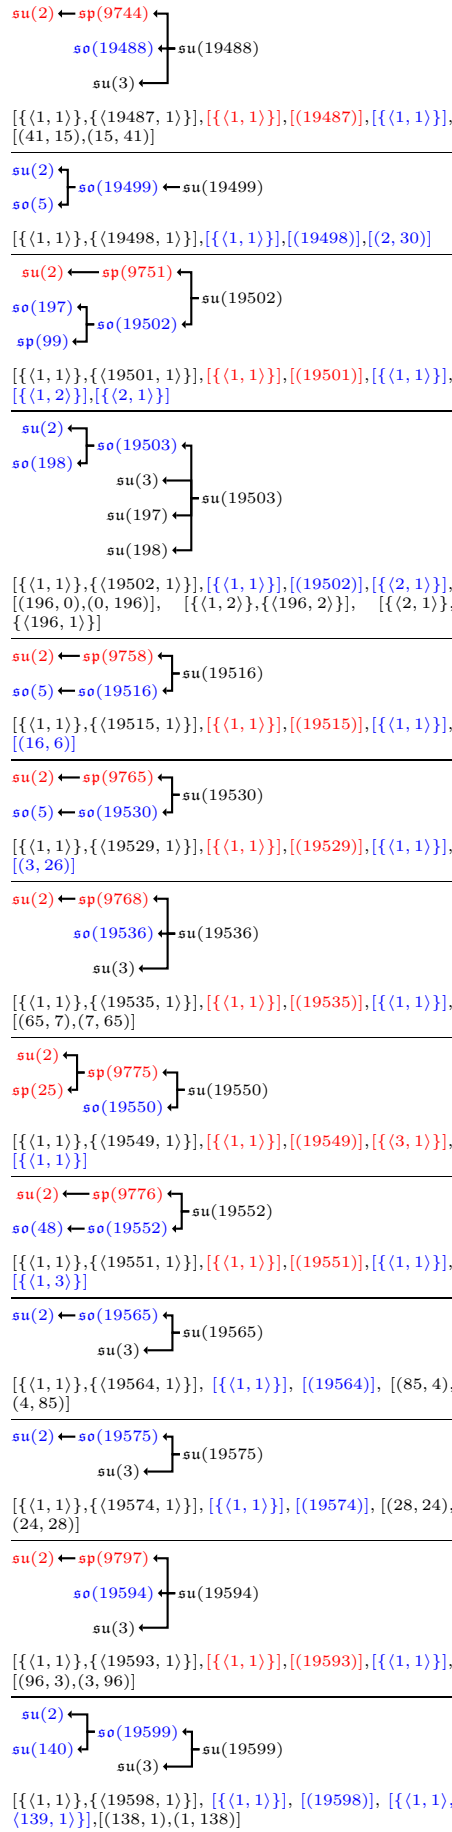 𝔰𝔲(2) 𝔰𝔭(9744)
𝔰𝔬(19488) 𝔰𝔲(19488)
𝔰𝔲(3)
[{⟨1, 1⟩},{⟨19487, 1⟩}],[{⟨1, 1⟩}],[(19487)],[{⟨1, 1⟩}],
[(41, 15),(15, 41)]
𝔰𝔲(2)
𝔰𝔬(19499) 𝔰𝔲(19499)
𝔰𝔬(5)
[{⟨1, 1⟩},{⟨19498, 1⟩}],[{⟨1, 1⟩}],[(19498)],[(2, 30)]
𝔰𝔲(2) 𝔰𝔭(9751)
𝔰𝔲(19502)
𝔰𝔬(197)
𝔰𝔬(19502)
𝔰𝔭(99)
[{⟨1, 1⟩},{⟨19501, 1⟩}],[{⟨1, 1⟩}],[(19501)],[{⟨1, 1⟩}],
[{⟨1, 2⟩}],[{⟨2, 1⟩}]
𝔰𝔲(2)
𝔰𝔬(19503)
𝔰𝔬(198)
𝔰𝔲(3)
𝔰𝔲(19503)
𝔰𝔲(197)
𝔰𝔲(198)
[{⟨1, 1⟩},{⟨19502, 1⟩}],[{⟨1, 1⟩}],[(19502)],[{⟨2, 1⟩}],
[(196, 0),(0, 196)], [{⟨1, 2⟩},{⟨196, 2⟩}], [{⟨2, 1⟩},
{⟨196, 1⟩}]
𝔰𝔲(2) 𝔰𝔭(9758)
𝔰𝔲(19516)
𝔰𝔬(5) 𝔰𝔬(19516)
[{⟨1, 1⟩},{⟨19515, 1⟩}],[{⟨1, 1⟩}],[(19515)],[{⟨1, 1⟩}],
[(16, 6)]
𝔰𝔲(2) 𝔰𝔭(9765)
𝔰𝔲(19530)
𝔰𝔬(5) 𝔰𝔬(19530)
[{⟨1, 1⟩},{⟨19529, 1⟩}],[{⟨1, 1⟩}],[(19529)],[{⟨1, 1⟩}],
[(3, 26)]
𝔰𝔲(2) 𝔰𝔭(9768)
𝔰𝔬(19536) 𝔰𝔲(19536)
𝔰𝔲(3)
[{⟨1, 1⟩},{⟨19535, 1⟩}],[{⟨1, 1⟩}],[(19535)],[{⟨1, 1⟩}],
[(65, 7),(7, 65)]
𝔰𝔲(2)
𝔰𝔭(9775)
𝔰𝔭(25) 𝔰𝔲(19550)
𝔰𝔬(19550)
[{⟨1, 1⟩},{⟨19549, 1⟩}],[{⟨1, 1⟩}],[(19549)],[{⟨3, 1⟩}],
[{⟨1, 1⟩}]
𝔰𝔲(2) 𝔰𝔭(9776)
𝔰𝔲(19552)
𝔰𝔬(48) 𝔰𝔬(19552)
[{⟨1, 1⟩},{⟨19551, 1⟩}],[{⟨1, 1⟩}],[(19551)],[{⟨1, 1⟩}],
[{⟨1, 3⟩}]
𝔰𝔲(2) 𝔰𝔬(19565)
𝔰𝔲(19565)
𝔰𝔲(3)
[{⟨1, 1⟩},{⟨19564, 1⟩}], [{⟨1, 1⟩}], [(19564)], [(85, 4),
(4, 85)]
𝔰𝔲(2) 𝔰𝔬(19575)
𝔰𝔲(19575)
𝔰𝔲(3)
[{⟨1, 1⟩},{⟨19574, 1⟩}], [{⟨1, 1⟩}], [(19574)], [(28, 24),
(24, 28)]
𝔰𝔲(2) 𝔰𝔭(9797)
𝔰𝔬(19594) 𝔰𝔲(19594)
𝔰𝔲(3)
[{⟨1, 1⟩},{⟨19593, 1⟩}],[{⟨1, 1⟩}],[(19593)],[{⟨1, 1⟩}],
[(96, 3),(3, 96)]
𝔰𝔲(2)
𝔰𝔬(19599)
𝔰𝔲(140) 𝔰𝔲(19599)
𝔰𝔲(3)
[{⟨1, 1⟩},{⟨19598, 1⟩}], [{⟨1, 1⟩}], [(19598)], [{⟨1, 1⟩,
⟨139, 1⟩}],[(138, 1),(1, 138)]